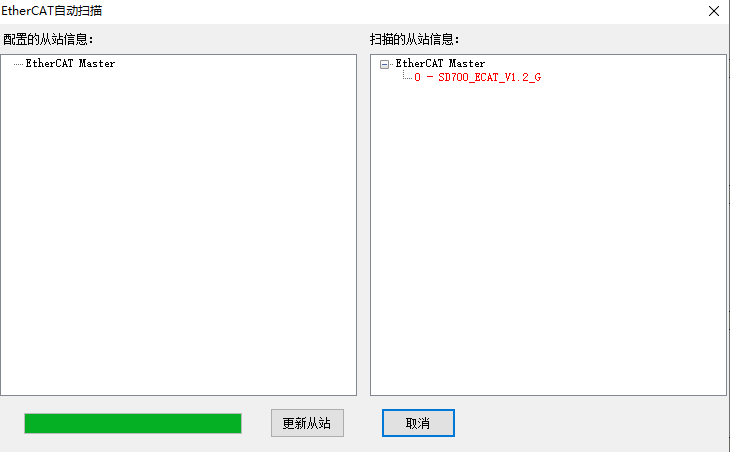 EtherCAT自动扫描
配置的从站信息:
扫描的从站信息:
EtherCAT Master
EtherCAT Master
0 - SD700_ECAT_V1.2_G
更新从站
取消